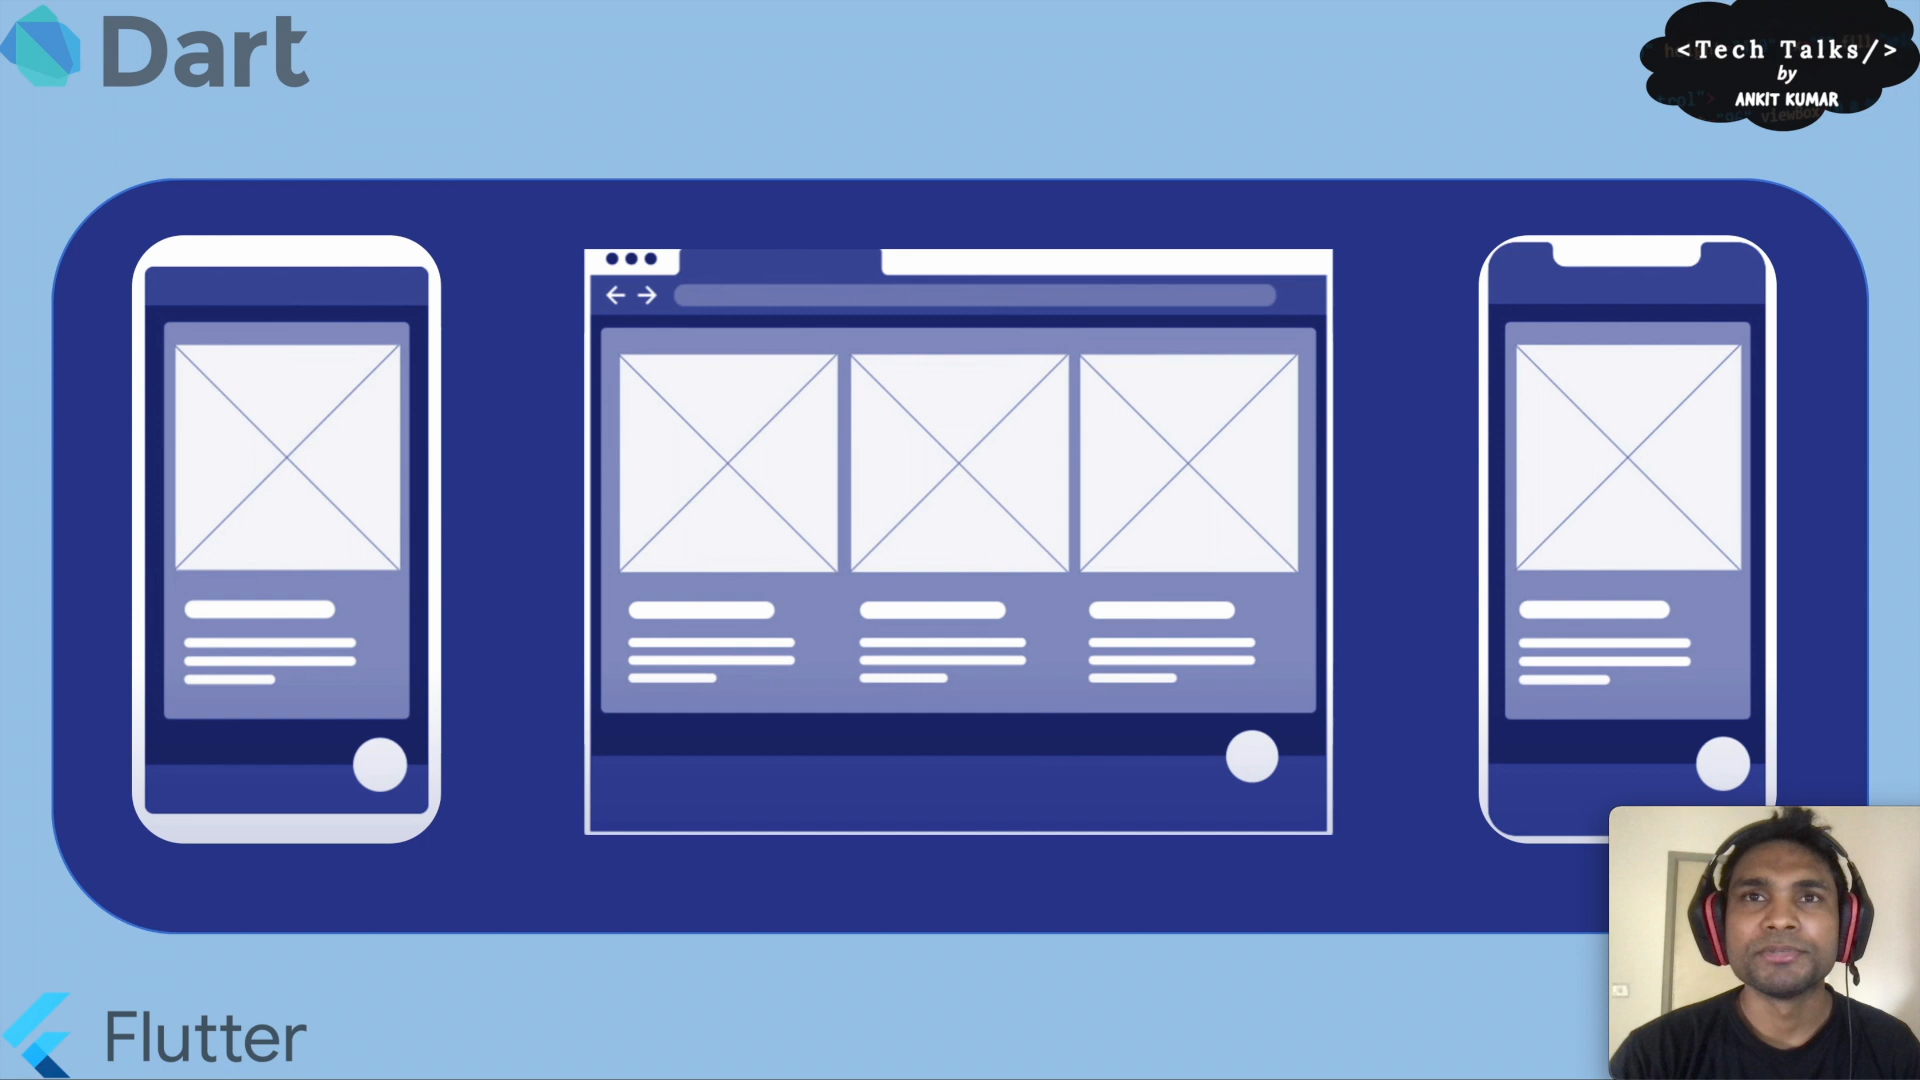 Dart
<Tech Talks/>
by
ANKIT KUMAR
Flutter